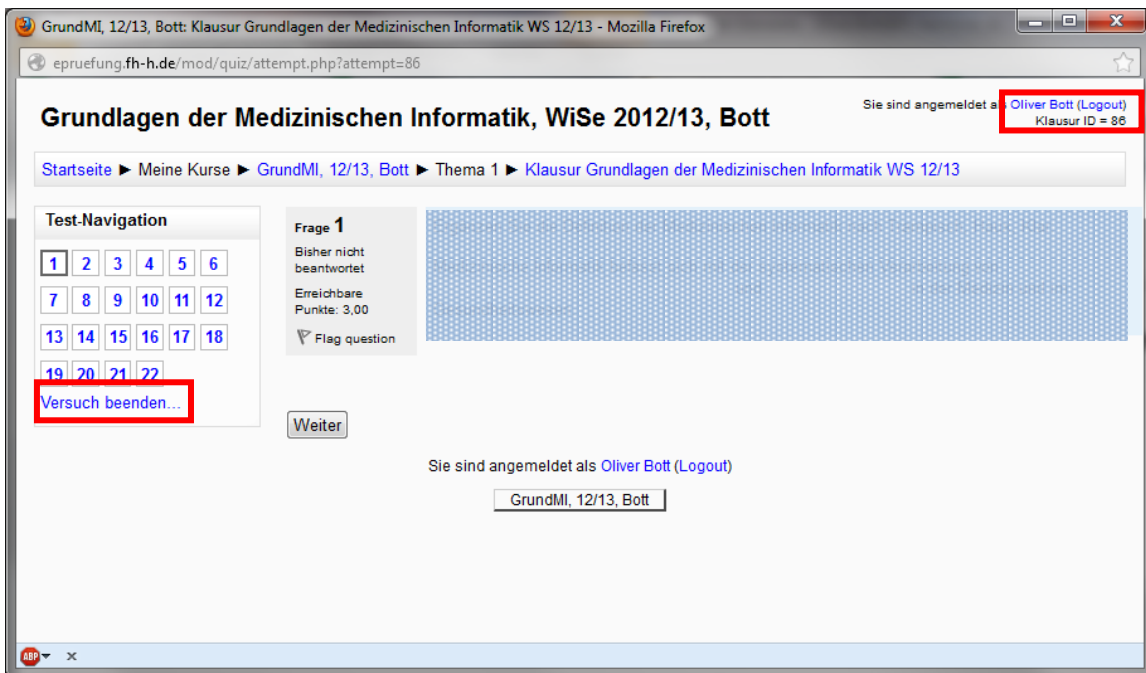 GrundMI, 12/13, Bott: Klausur Grundlagen der Medizinischen Informatik WS 12/13 - Mozilla Firefox
epruefung.fh-h.de/mod/quiz/attempt.php?attempt=86
Grundlagen der Medizinischen Informatik, WiSe 2012/13, Bott
Sie sind angemeldet als Oliver Bott (Logout)
Klausur ID = 86
Startseite ► Meine Kurse ► GrundMI, 12/13, Bott ► Thema 1 ► Klausur Grundlagen der Medizinischen Informatik WS 12/13
Test-Navigation
1 2 3 4 5 6
7 8 9 10 11 12
13 14 15 16 17 18
19 20 21 22
Versuch beenden...
Frage 1
Bisher nicht
beantwortet
Erreichbare
Punkte: 3,00
Flag question
Weiter
Sie sind angemeldet als Oliver Bott (Logout)
GrundMI, 12/13, Bott
ABP